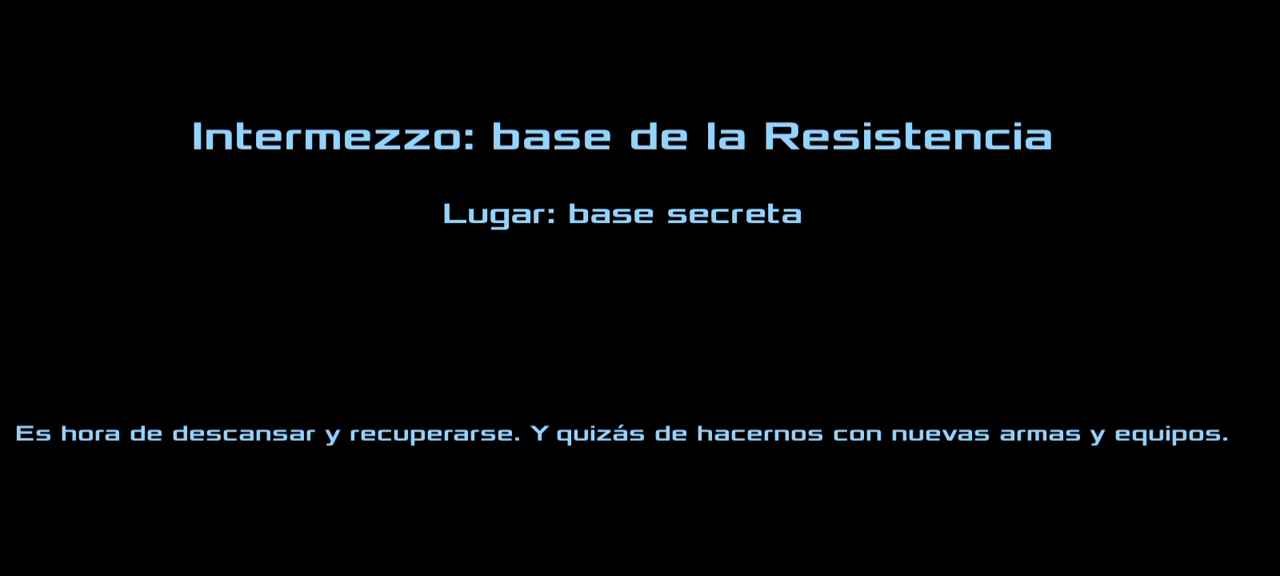 Intermezzo: base de la Resistencia
Lugar: base secreta
Es hora de descansar y recuperarse. Y quizás de hacernos con nuevas armas y equipos.